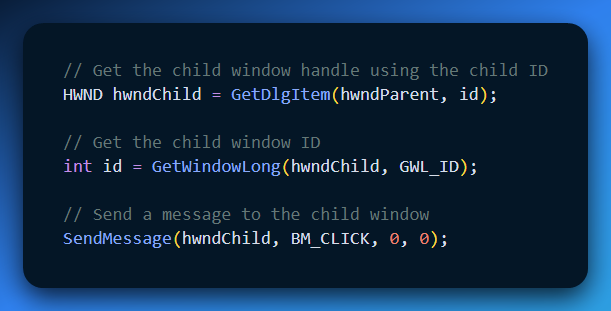 // Get the child window handle using the child ID
HWND hwndChild = GetDlgItem(hwndParent, id);
// Get the child window ID
int id = GetWindowLong(hwndChild, GWL_ID);
// Send a message to the child window
SendMessage(hwndChild, BM_CLICK, 0, 0);